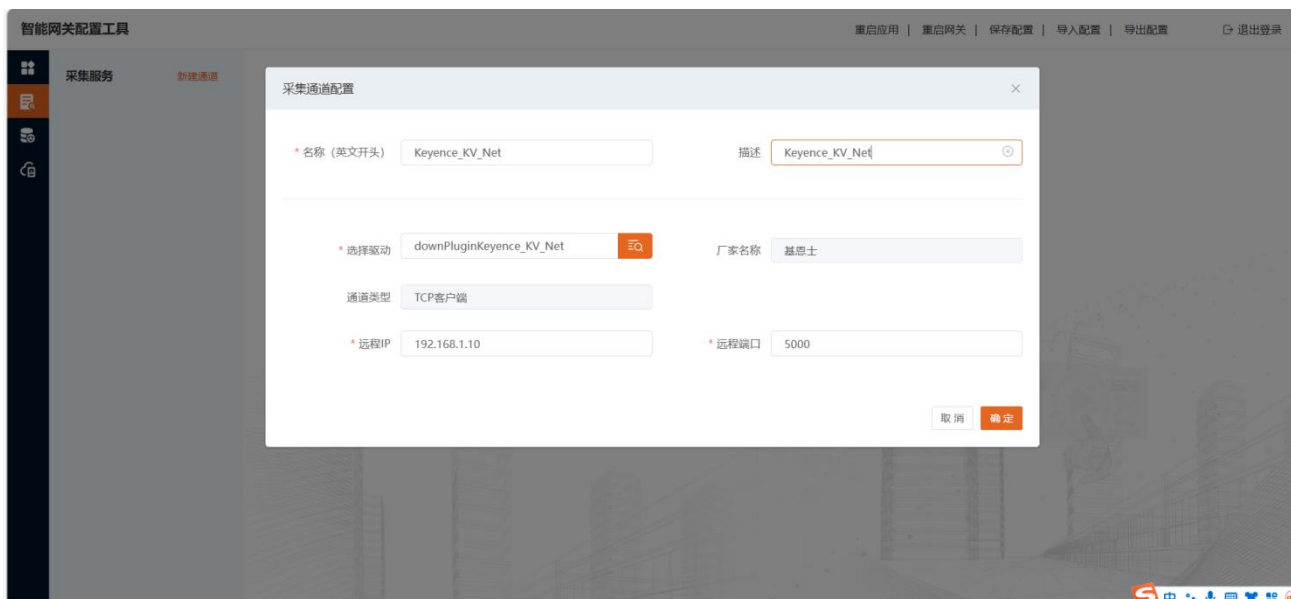 智能网关配置工具 重启应用 | 重启网关 | 保存配置 | 导入配置 | 导出配置 退出登录
采集服务 新建通道
采集通道配置
* 名称（英文开头） Keyence_KV_Net 描述 Keyence_KV_Net
* 选择驱动 downPluginKeyence_KV_Net 厂家名称 基恩士
通道类型 TCP客户端
* 远程IP 192.168.1.10 * 远程端口 5000
取消 确定
中